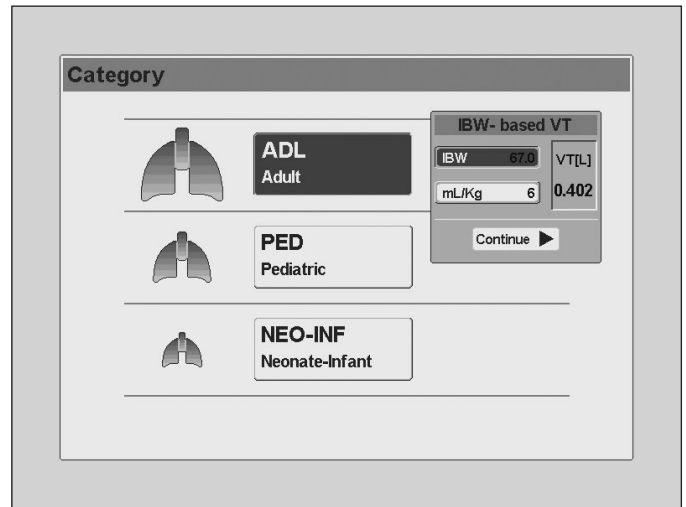 Category
ADL
Adult
IBW- based VT
IBW 67.0
VT[L]
mL/Kg 6
0.402
Continue
PED
Pediatric
NEO-INF
Neonate-Infant